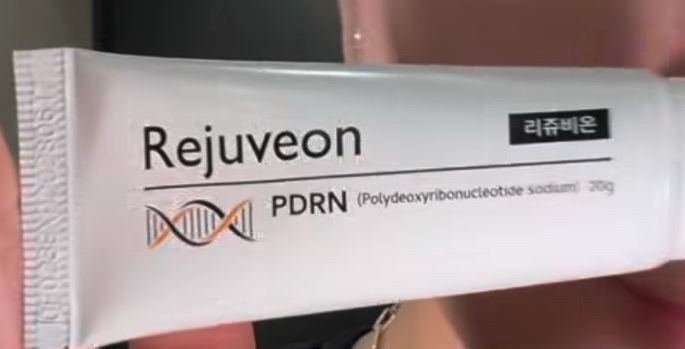 Rejuveon
리쥬비온
PDRN (Polydeoxyribonucleotide sodium) 20g